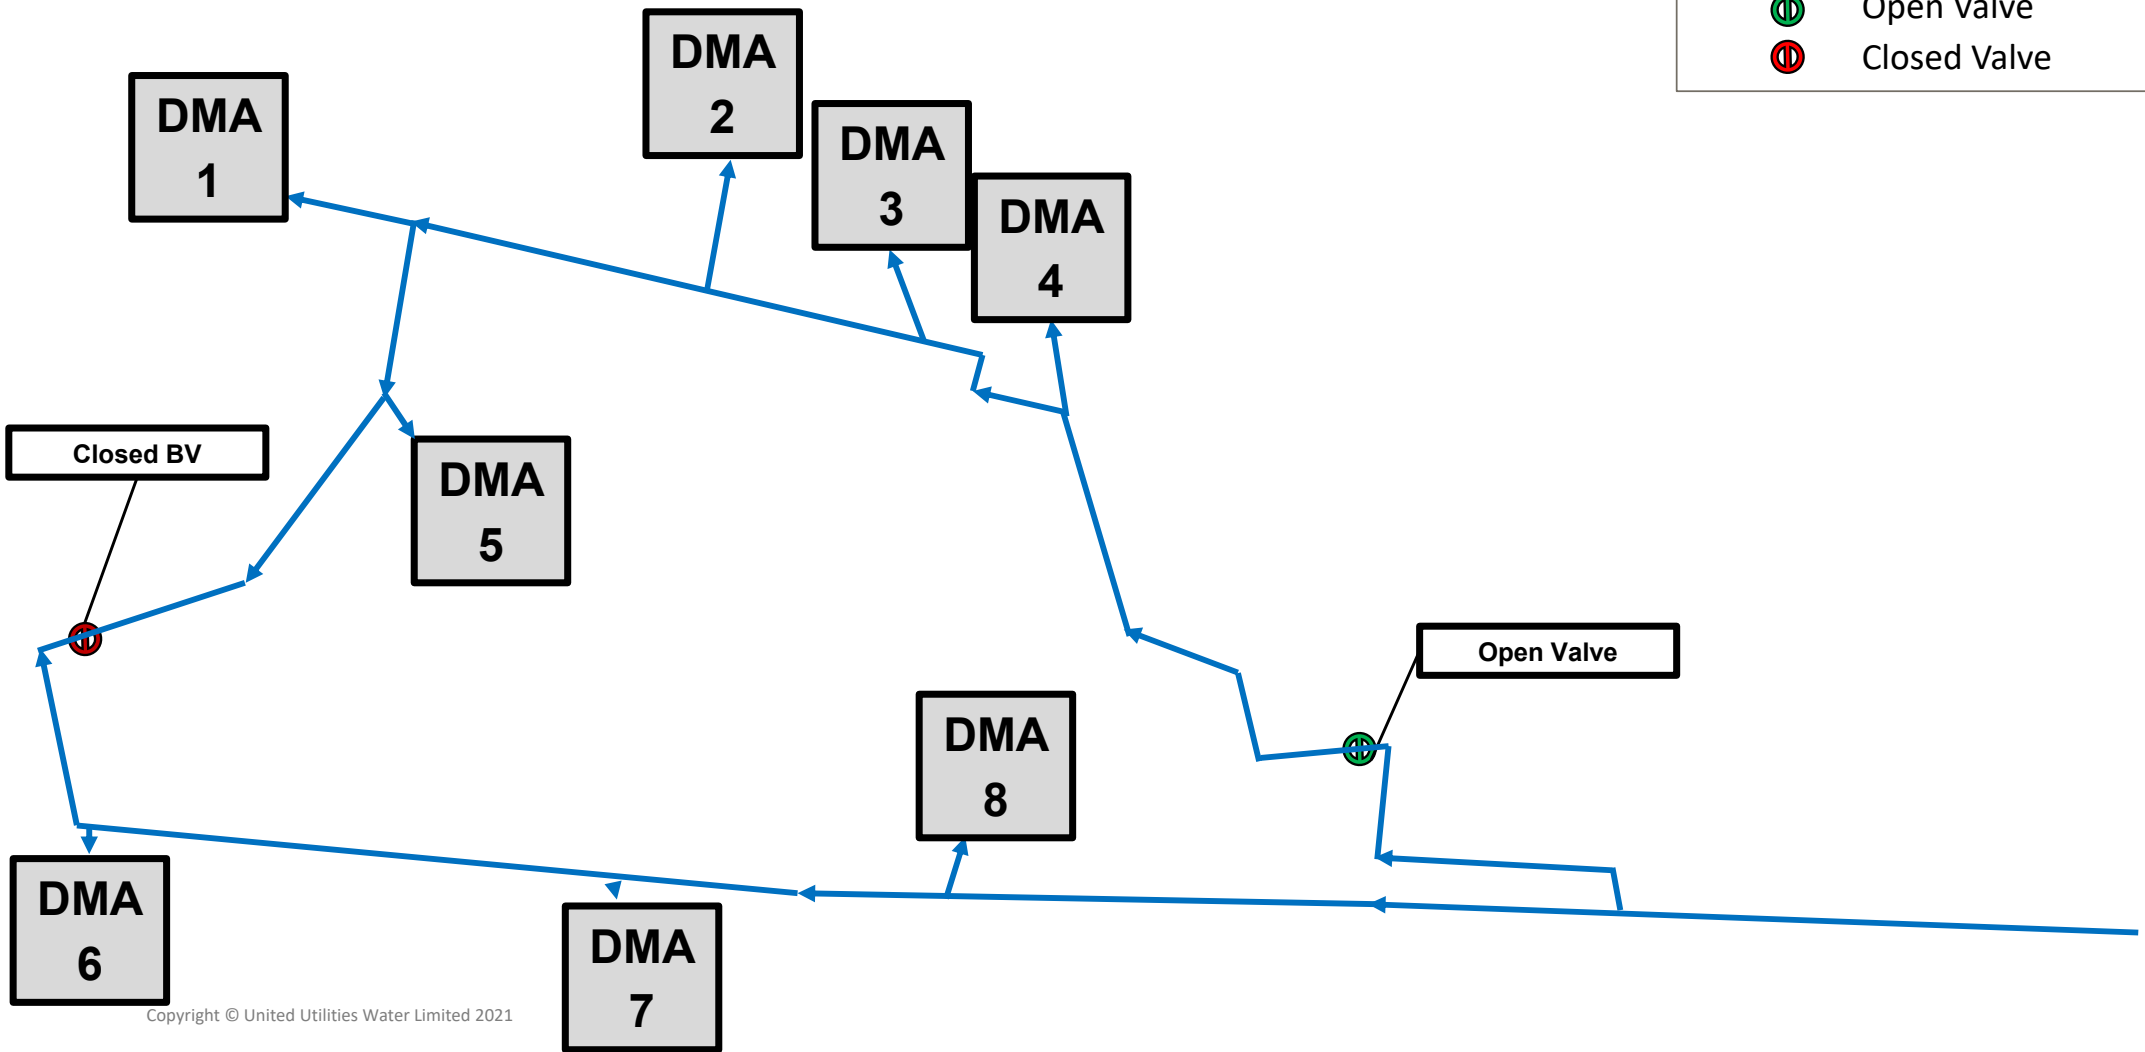 Open Valve
Closed Valve
DMA
2
DMA
1
DMA
3
DMA
4
Closed BV
DMA
5
Open Valve
DMA
8
DMA
6
DMA
7
Copyright © United Utilities Water Limited 2021